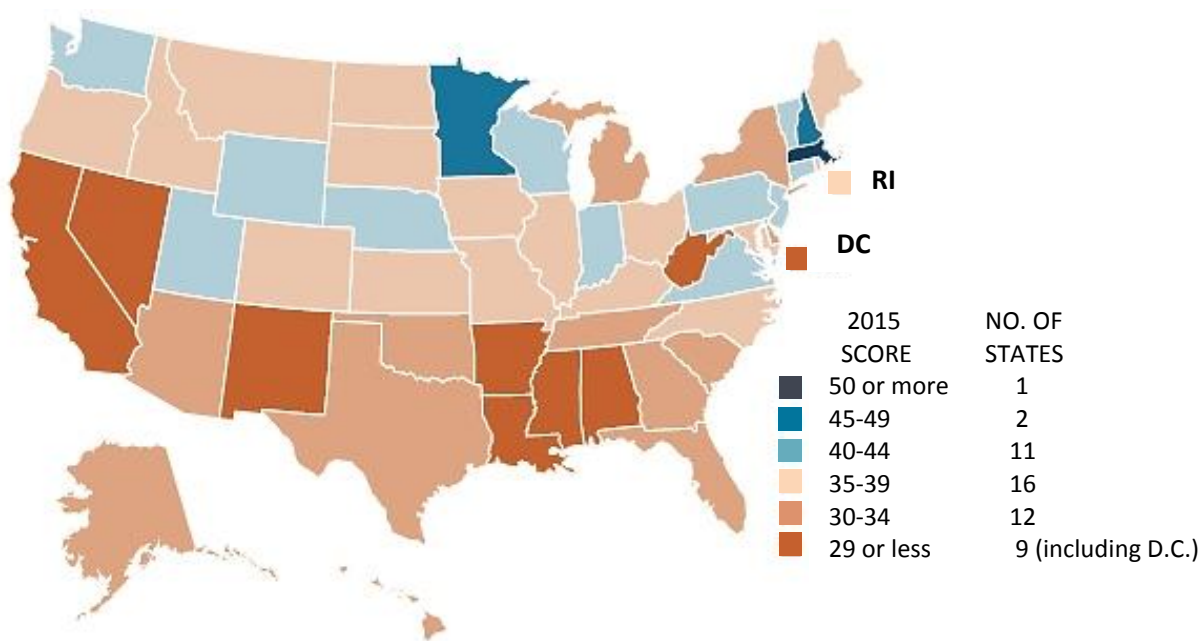 RI
DC
2015 NO. OF
SCORE STATES
50 or more 1
45-49 2
40-44 11
35-39 16
30-34 12
29 or less 9 (including D.C.)